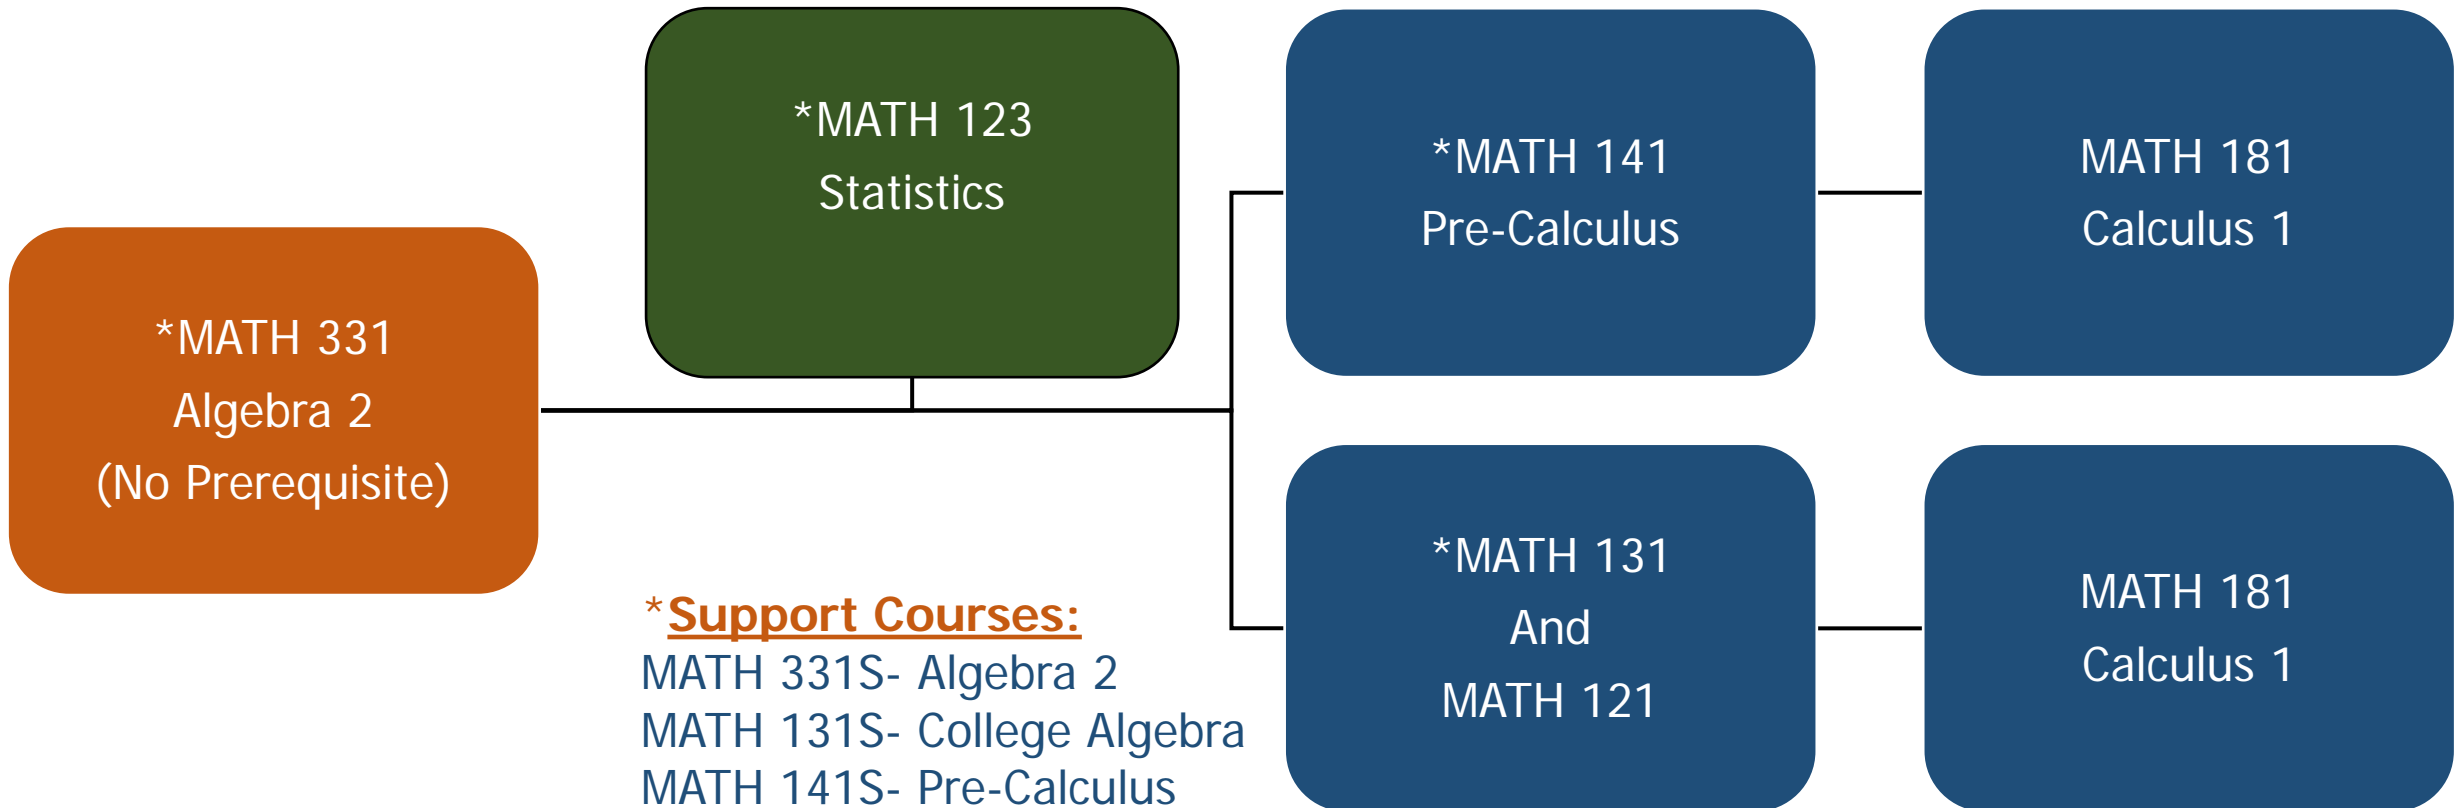 *MATH 331
Algebra 2
(No Prerequisite)
*MATH 123
Statistics
*MATH 141
Pre-Calculus
MATH 181
Calculus 1
*MATH 131
And
MATH 121
MATH 181
Calculus 1
*Support Courses:
MATH 331S- Algebra 2
MATH 131S- College Algebra
MATH 141S- Pre-Calculus